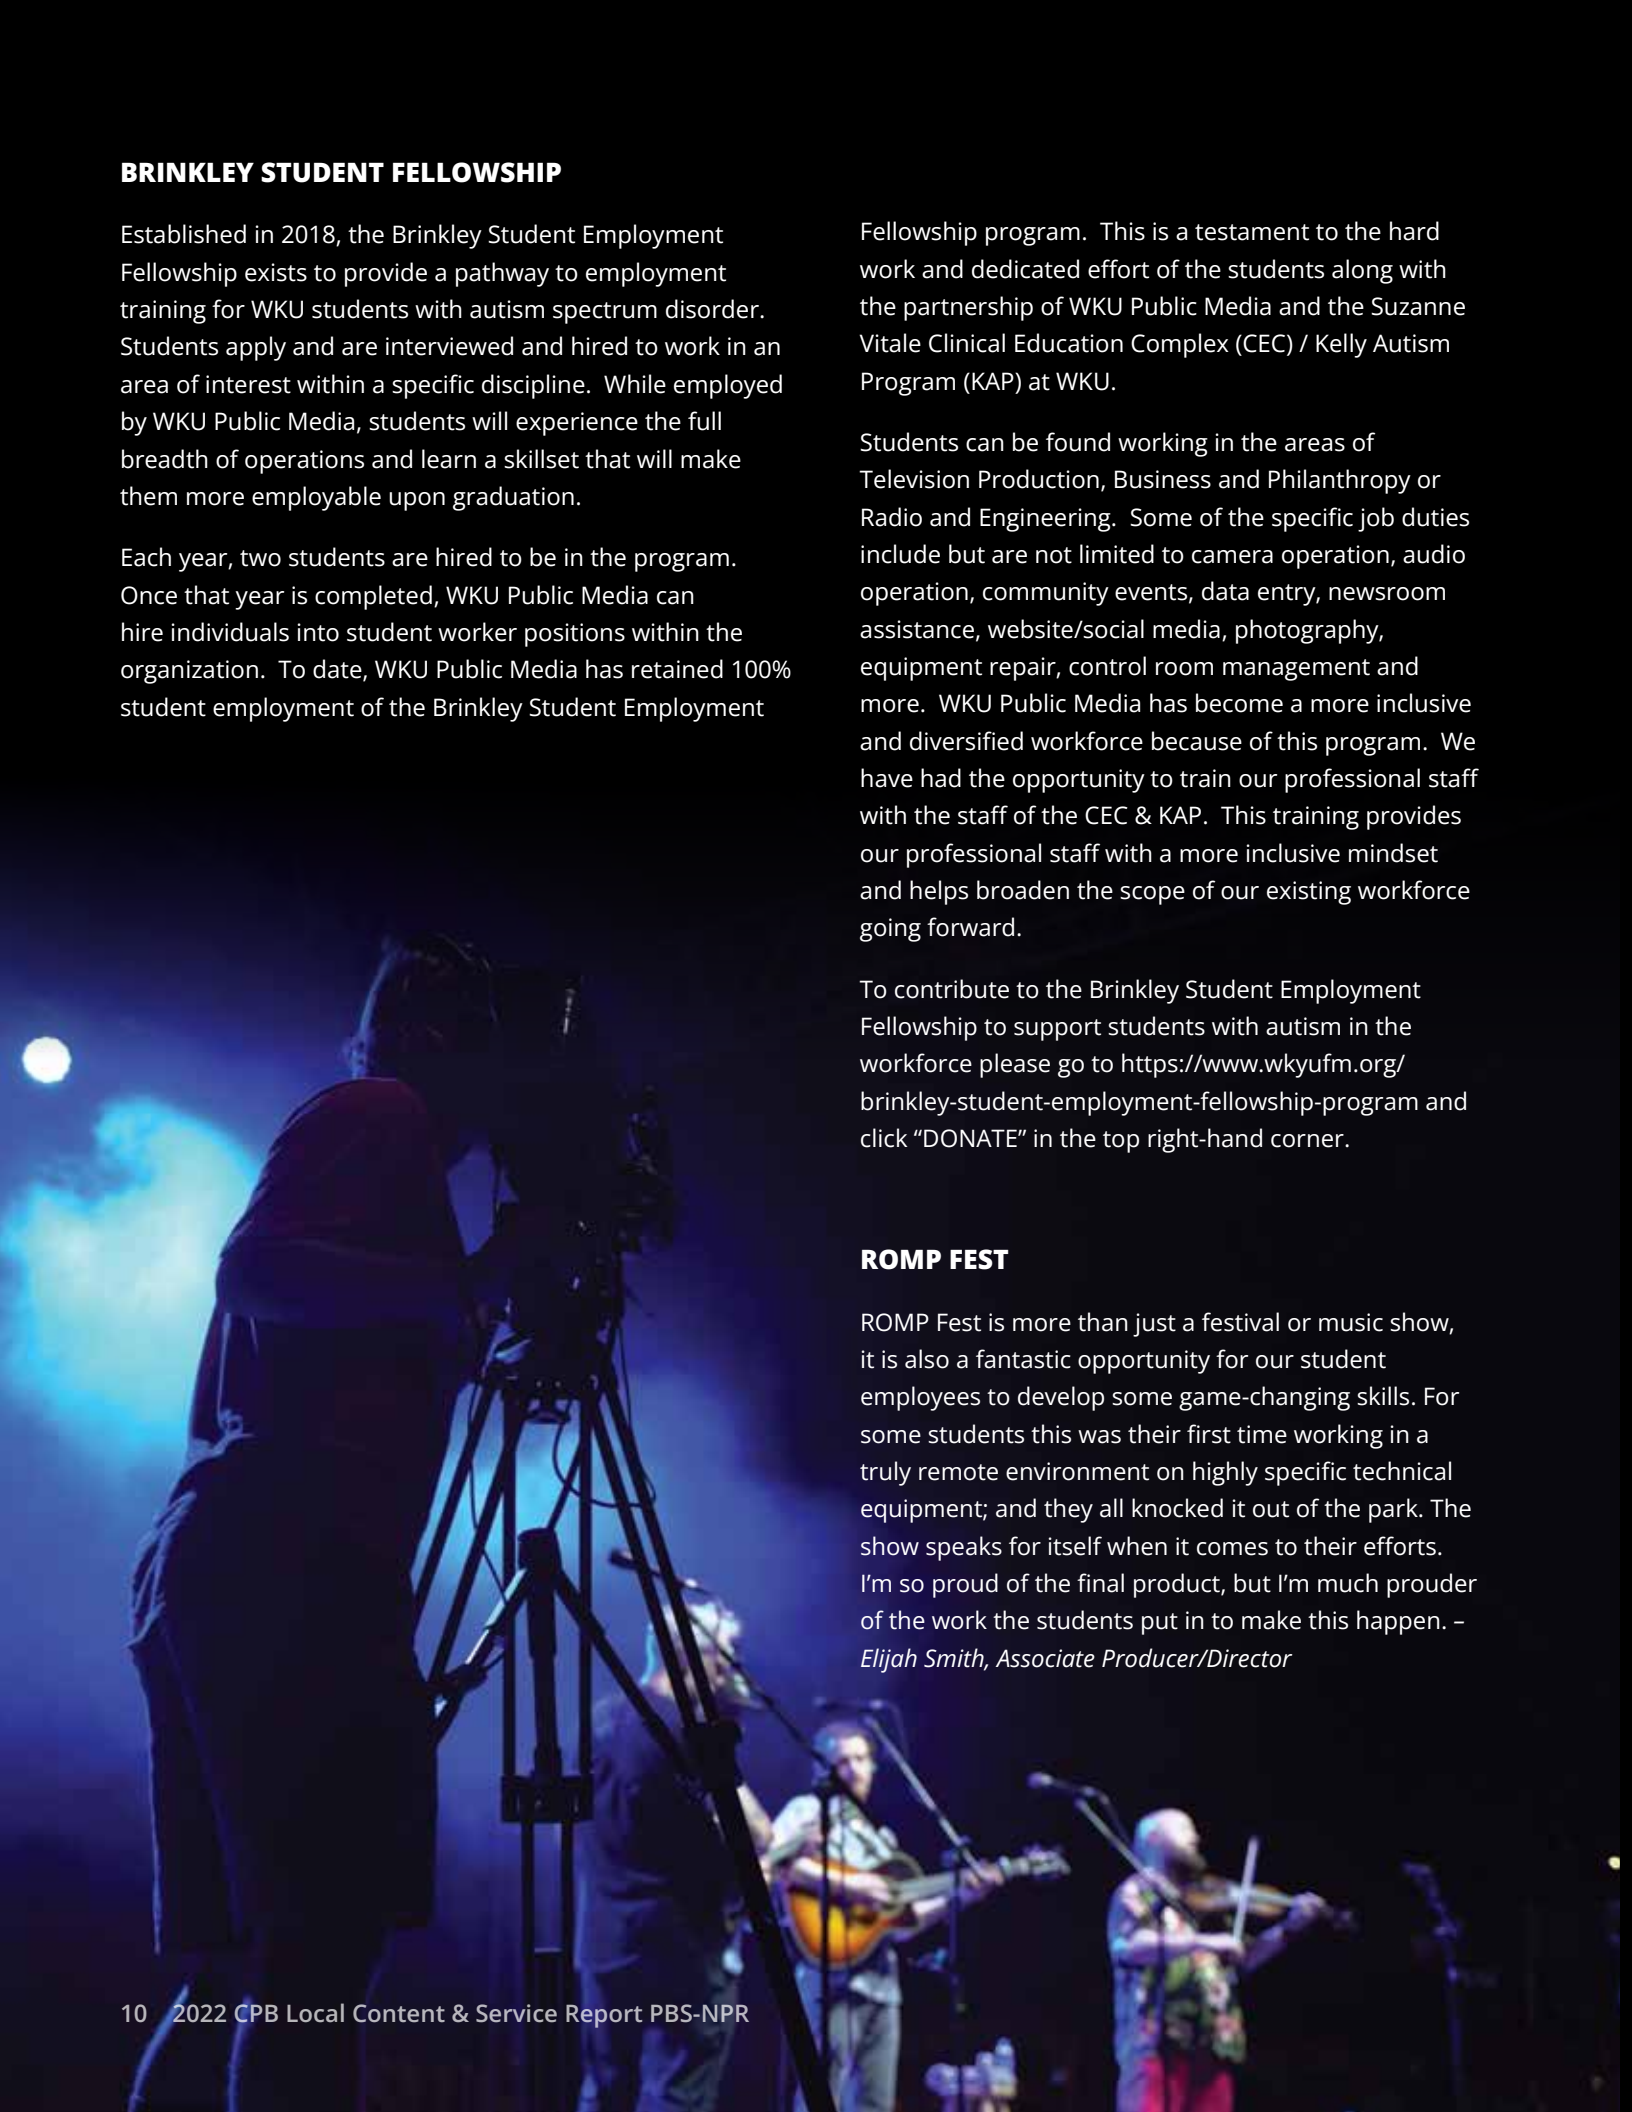 BRINKLEY STUDENT FELLOWSHIP
Established in 2018, the Brinkley Student Employment
Fellowship exists to provide a pathway to employment
training for WKU students with autism spectrum disorder.
Students apply and are interviewed and hired to work in an
area of interest within a specific discipline.  While employed
by WKU Public Media, students will experience the full
breadth of operations and learn a skillset that will make
them more employable upon graduation.
Each year, two students are hired to be in the program.
Once that year is completed, WKU Public Media can
hire individuals into student worker positions within the
organization.  To date, WKU Public Media has retained 100%
student employment of the Brinkley Student Employment
Fellowship program.  This is a testament to the hard
work and dedicated effort of the students along with
the partnership of WKU Public Media and the Suzanne
Vitale Clinical Education Complex (CEC) / Kelly Autism
Program (KAP) at WKU.
Students can be found working in the areas of
Television Production, Business and Philanthropy or
Radio and Engineering.  Some of the specific job duties
include but are not limited to camera operation, audio
operation, community events, data entry, newsroom
assistance, website/social media, photography,
equipment repair, control room management and
more.  WKU Public Media has become a more inclusive
and diversified workforce because of this program.  We
have had the opportunity to train our professional staff
with the staff of the CEC & KAP.  This training provides
our professional staff with a more inclusive mindset
and helps broaden the scope of our existing workforce
going forward.
To contribute to the Brinkley Student Employment
Fellowship to support students with autism in the
workforce please go to https://www.wkyufm.org/
brinkley-student-employment-fellowship-program and
click “DONATE” in the top right-hand corner.
ROMP FEST
ROMP Fest is more than just a festival or music show,
it is also a fantastic opportunity for our student
employees to develop some game-changing skills. For
some students this was their first time working in a
truly remote environment on highly specific technical
equipment; and they all knocked it out of the park. The
show speaks for itself when it comes to their efforts.
I’m so proud of the final product, but I’m much prouder
of the work the students put in to make this happen. –
Elijah Smith, Associate Producer/Director
10 2022 CPB Local Content & Service Report PBS-NPR